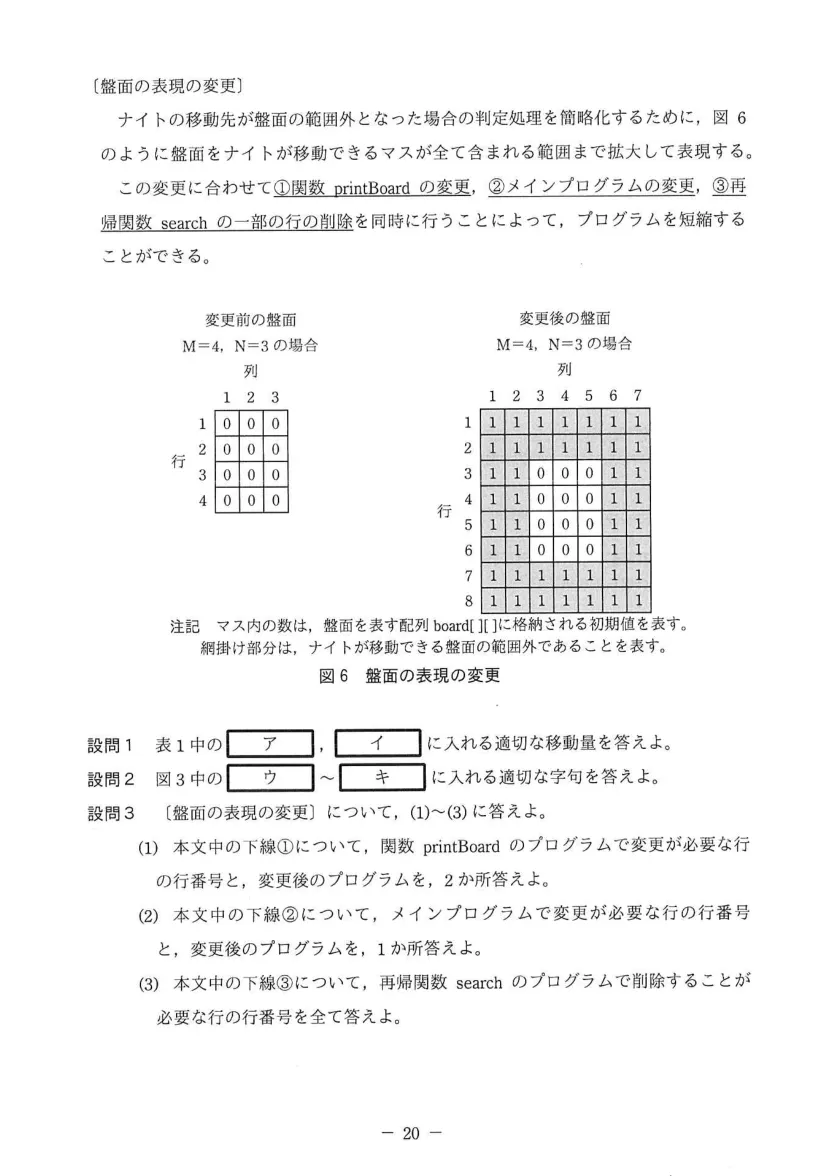 〔盤面の表現の変更〕
ナイトの移動先が盤面の範囲外となった場合の判定処理を簡略化するために，図 6
のように盤面をナイトが移動できるマスが全て含まれる範囲まで拡大して表現する。
この変更に合わせて①関数 printBoard の変更，②メインプログラムの変更，③再
帰関数 search の一部の行の削除を同時に行うことによって，プログラムを短縮する
ことができる。
変更前の盤面
M＝4，N＝3 の場合
列
1 2 3
1 0 0 0
2 0 0 0
行
3 0 0 0
4 0 0 0
変更後の盤面
M＝4，N＝3 の場合
列
1 2 3 4 5 6 7
1 1 1 1 1 1 1 1
2 1 1 1 1 1 1 1
3 1 1 0 0 0 1 1
4 1 1 0 0 0 1 1
行
5 1 1 0 0 0 1 1
6 1 1 0 0 0 1 1
7 1 1 1 1 1 1 1
8 1 1 1 1 1 1 1
注記 マス内の数は，盤面を表す配列 board[ ][ ]に格納される初期値を表す。
網掛け部分は，ナイトが移動できる盤面の範囲外であることを表す。
図 6 盤面の表現の変更
設問 1 表 1 中の ア ， イ に入れる適切な移動量を答えよ。
設問 2 図 3 中の ウ ～ キ に入れる適切な字句を答えよ。
設問 3 〔盤面の表現の変更〕について，(1)～(3) に答えよ。
(1) 本文中の下線①について，関数 printBoard のプログラムで変更が必要な行
の行番号と，変更後のプログラムを，2 か所答えよ。
(2) 本文中の下線②について，メインプログラムで変更が必要な行の行番号
と，変更後のプログラムを，1 か所答えよ。
(3) 本文中の下線③について，再帰関数 search のプログラムで削除することが
必要な行の行番号を全て答えよ。
－ 20 －